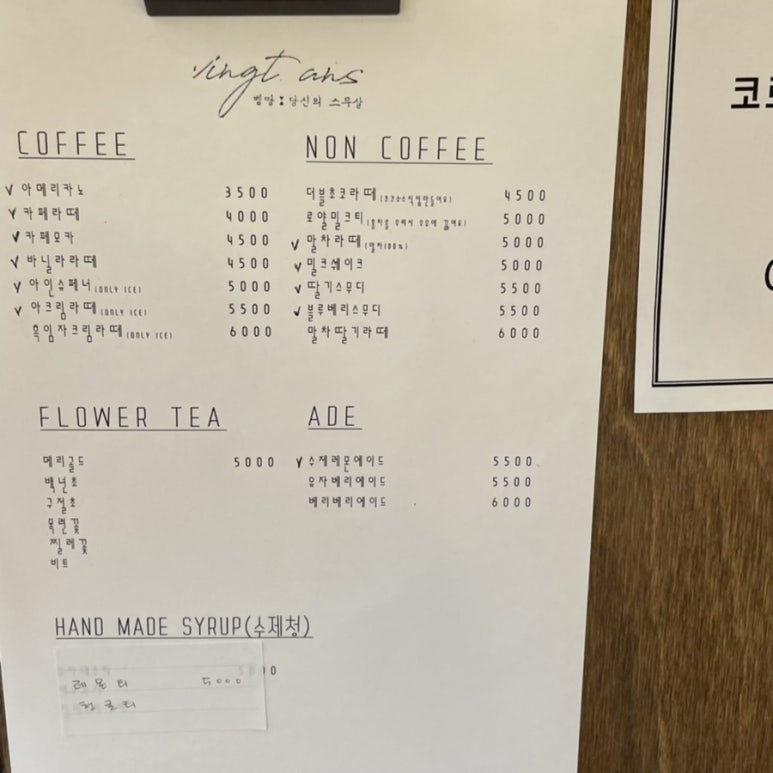 vingt ans
벵땅 : 당신의 스무살
COFFEE
✓ 아메리카노 3500
✓ 카페라떼 4000
✓ 카페모카 4500
✓ 바닐라라떼 4500
✓ 아인슈페너 (ONLY ICE) 5000
✓ 아크림라떼 (ONLY ICE) 5500
흑임자크림라떼 (ONLY ICE) 6000
NON COFFEE
더블초코라떼 4500
로얄밀크티 5000
✓ 말차라떼 (말차100%) 5000
✓ 밀크쉐이크 5000
✓ 딸기스무디 5500
✓ 블루베리스무디 5500
말차딸기라떼 6000
FLOWER TEA
메리골드 5000
백년초
구절초
목련꽃
찔레꽃
비트
ADE
✓ 수제레몬에이드 5500
유자베리에이드 5500
베리베리에이드 6000
HAND MADE SYRUP(수제청)
레몬티 5000